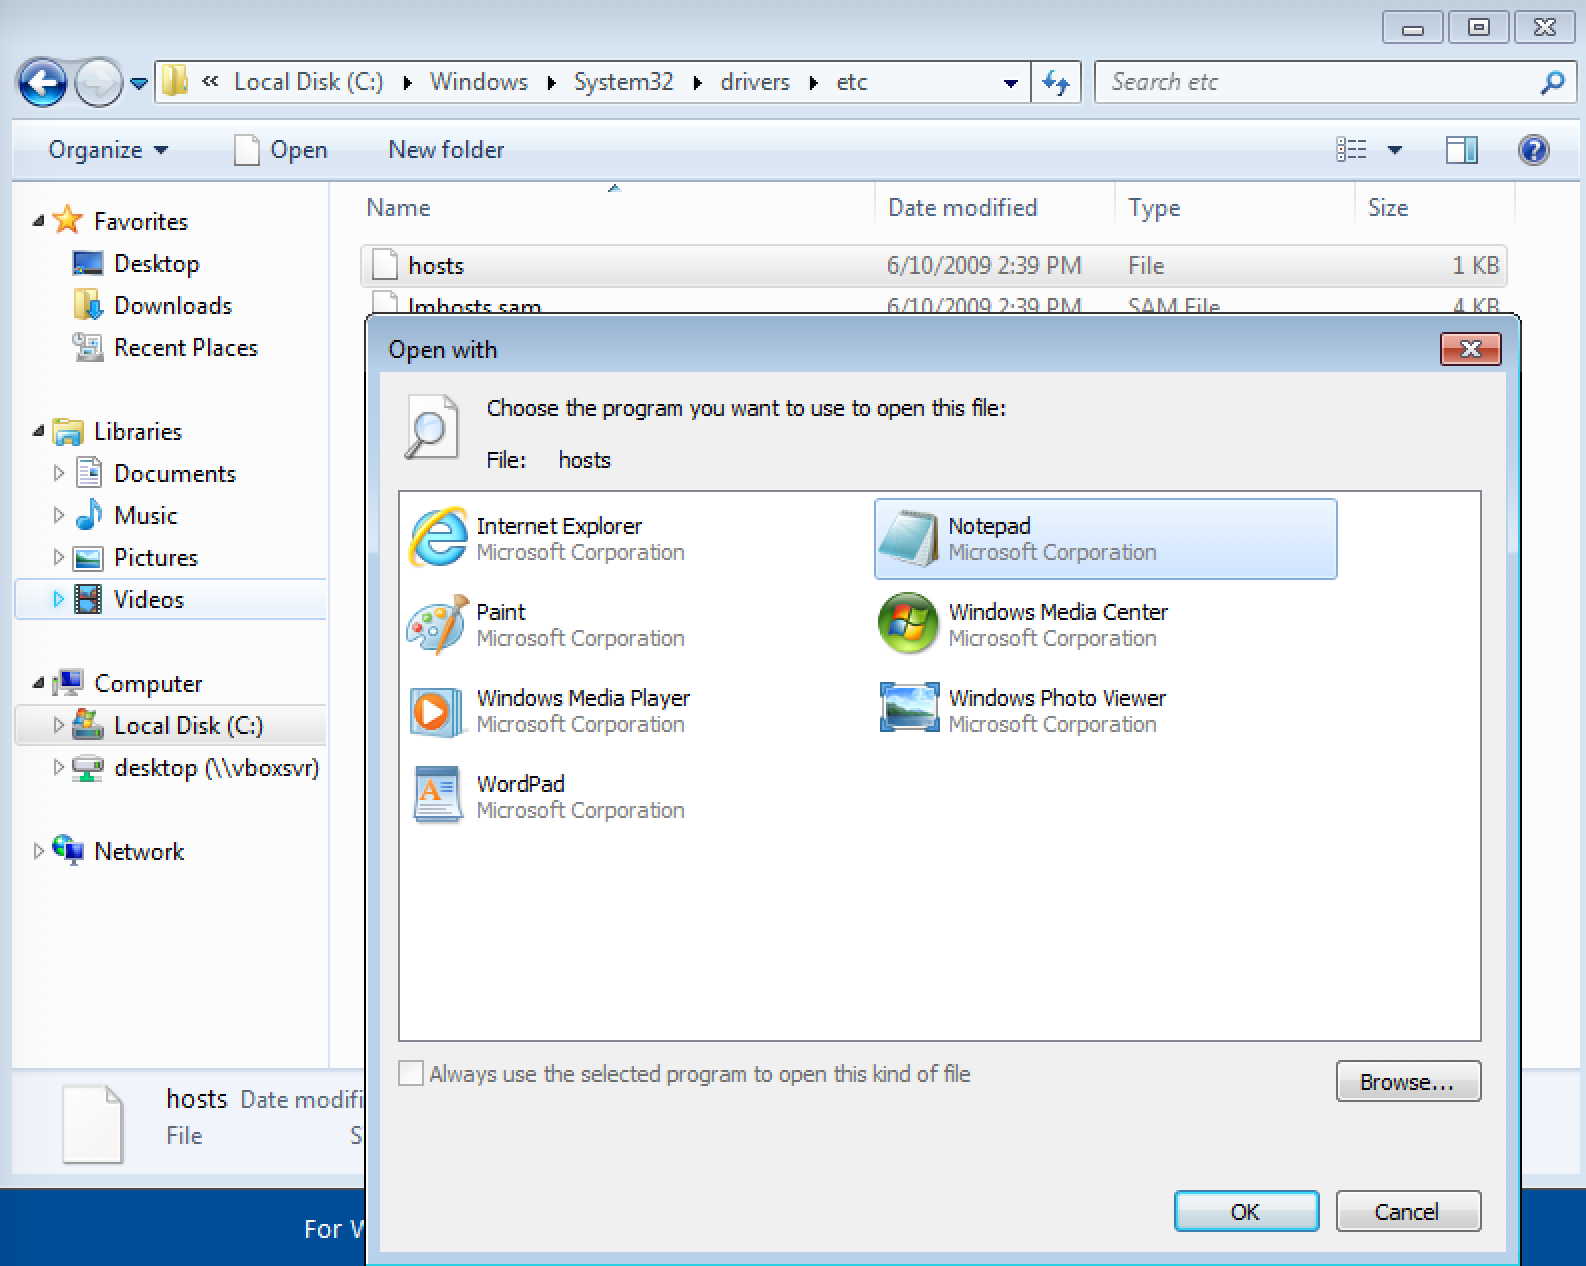 « Local Disk (C:) Windows System32 drivers etc
Search etc
Organize Open New folder
Name Date modified Type Size
Favorites
Desktop
Downloads
Recent Places
Libraries
Documents
Music
Pictures
Videos
Computer
Local Disk (C:)
desktop (\\vboxsvr)
Network
hosts 6/10/2009 2:39 PM File 1 KB
lmhosts.sam 6/10/2009 2:39 PM SAM File 4 KB
Open with
Choose the program you want to use to open this file:
File: hosts
Internet Explorer
Microsoft Corporation
Notepad
Microsoft Corporation
Paint
Microsoft Corporation
Windows Media Center
Microsoft Corporation
Windows Media Player
Microsoft Corporation
Windows Photo Viewer
Microsoft Corporation
WordPad
Microsoft Corporation
Always use the selected program to open this kind of file
Browse...
OK
Cancel
hosts Date modifi
File S
For W